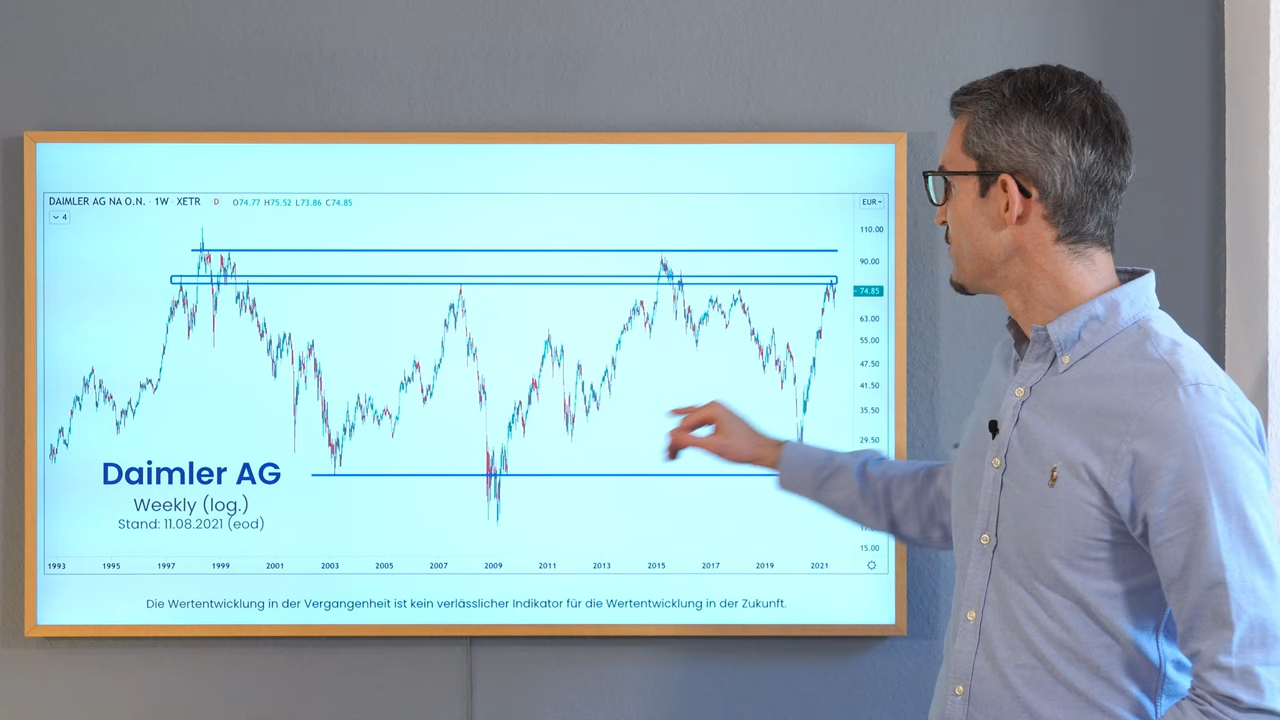 DAIMLER AG NA O.N. · 1W · XETR D O74.77 H75.52 L73.86 C74.85
EUR
4
110.00
90.00
74.85
63.00
55.00
47.50
41.50
35.50
29.50
15.00
Daimler AG
Weekly (log.)
Stand: 11.08.2021 (eod)
1993 1995 1997 1999 2001 2003 2005 2007 2009 2011 2013 2015 2017 2019 2021
Die Wertentwicklung in der Vergangenheit ist kein verlässlicher Indikator für die Wertentwicklung in der Zukunft.